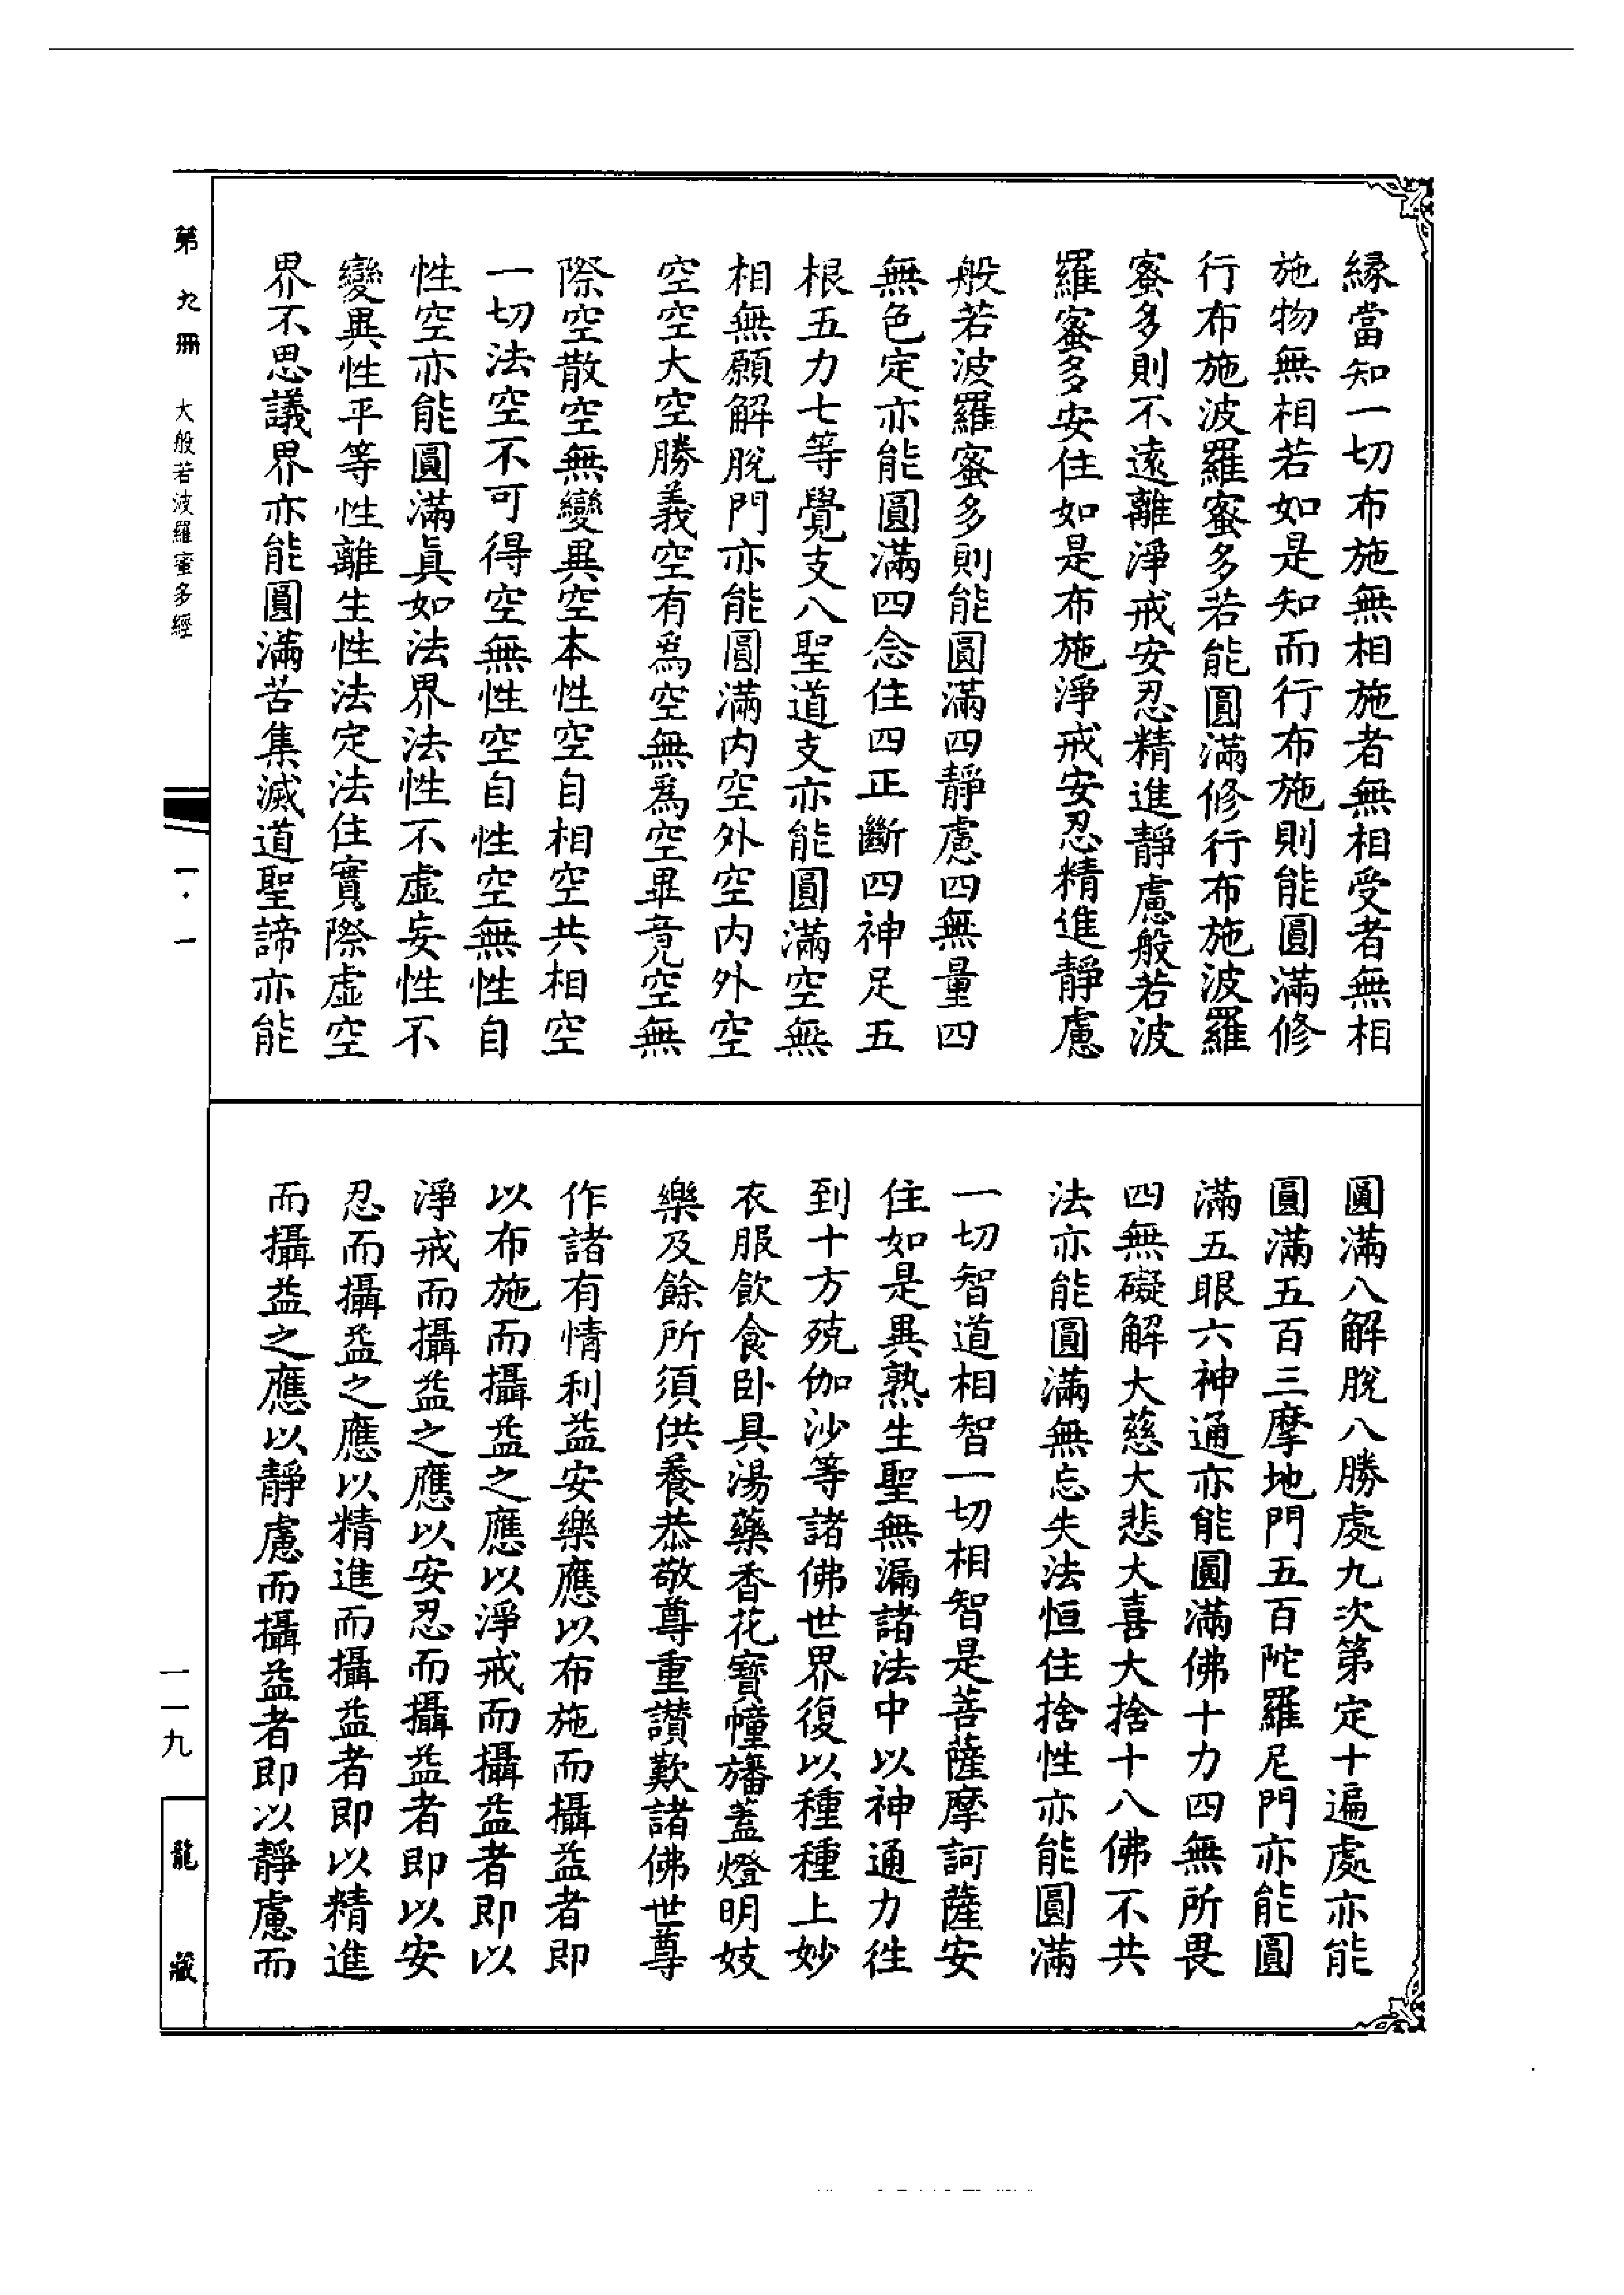 縁當知一切布施無相施者無相受者無相
施物無相若如是知而行布施則能圓滿修
行布施波羅蜜多若能圓滿修行布施波羅
蜜多則不遠離淨戒安忍精進靜慮般若波
羅蜜多安住如是布施淨戒安忍精進靜慮
般若波羅蜜多則能圓滿四靜慮四無量四
無色定亦能圓滿四念住四正斷四神足五
根五力七等覺支八聖道支亦能圓滿空無
相無願解脫門亦能圓滿内空外空内外空
空空大空勝義空有為空無為空畢竟空無
際空散空無變異空本性空自相空共相空
一切法空不可得空無性空自性空無性自
性空亦能圓滿真如法界法性不虛妄性不
變異性平等性離生性法定法住實際虛空
界不思議界亦能圓滿苦集滅道聖諦亦能
圓滿八解脫八勝處九次第定十遍處亦能
圓滿五百三摩地門五百陀羅尼門亦能圓
滿五眼六神通亦能圓滿佛十力四無所畏
四無礙解大慈大悲大喜大捨十八佛不共
法亦能圓滿無忘失法恒住捨性亦能圓滿
一切智道相智一切相智是菩薩摩訶薩安
住如是異熟生聖無漏諸法中以神通力往
到十方殑伽沙等諸佛世界復以種種上妙
衣服飲食卧具湯藥香花寶幢旛蓋燈明妓
樂及餘所須供養恭敬尊重讚歎諸佛世尊
作諸有情利益安樂應以布施而攝益者即
以布施而攝益之應以淨戒而攝益者即以
淨戒而攝益之應以安忍而攝益者即以安
忍而攝益之應以精進而攝益者即以精進
而攝益之應以靜慮而攝益者即以靜慮而
第九冊 大般若波羅蜜多經
一·一
一一九
龍藏